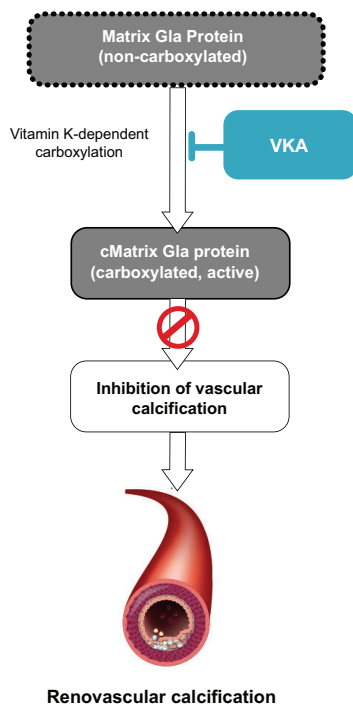 Matrix Gla Protein
(non-carboxylated)
Vitamin K-dependent
carboxylation
VKA
cMatrix Gla protein
(carboxylated, active)
Inhibition of vascular
calcification
Renovascular calcification